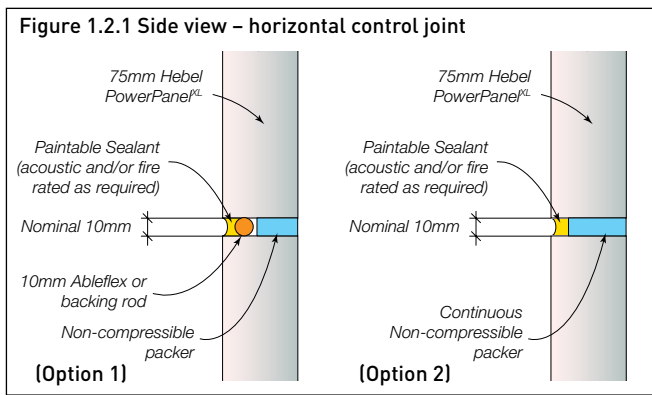 Figure 1.2.1 Side view – horizontal control joint
75mm Hebel
PowerPanelXL
Paintable Sealant
(acoustic and/or fire
rated as required)
Nominal 10mm
10mm Ableflex or
backing rod
Non-compressible
packer
(Option 1)
75mm Hebel
PowerPanelXL
Paintable Sealant
(acoustic and/or fire
rated as required)
Nominal 10mm
Continuous
Non-compressible
packer
(Option 2)